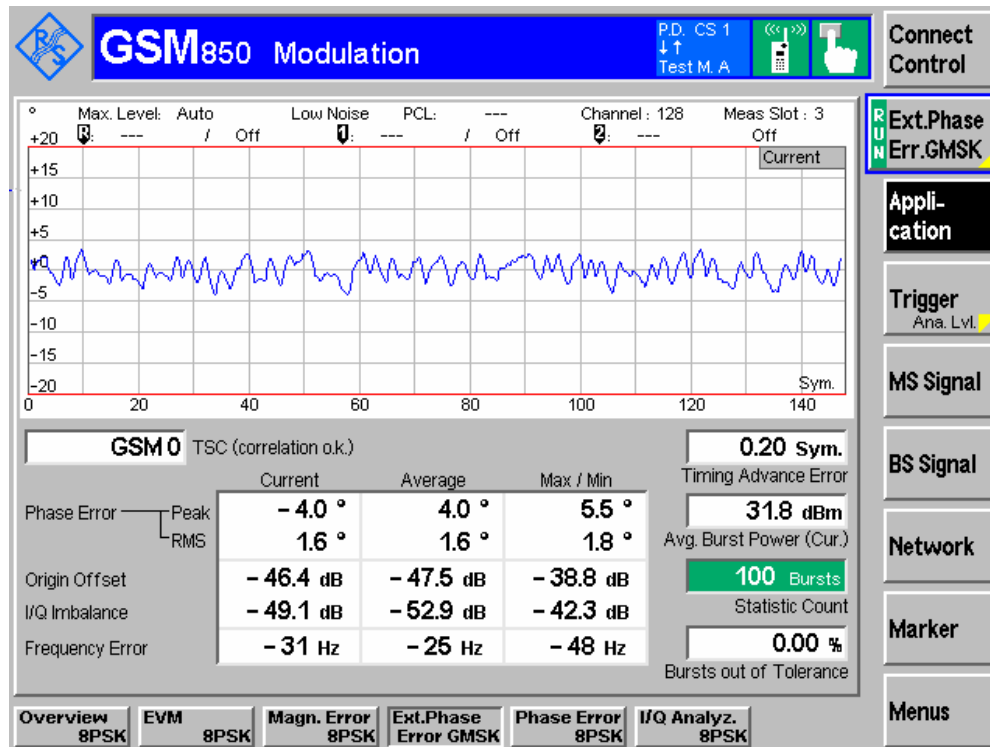 R&S
GSM850 Modulation
P.D. CS 1
Test M. A
Connect Control
° Max. Level: Auto Low Noise PCL: --- Channel : 128 Meas Slot : 3
R: --- / Off 1: --- / Off 2: --- Off
Current
+20
+15
+10
+5
+0
-5
-10
-15
-20
Sym.
0 20 40 60 80 100 120 140
RUN
Ext.Phase Err.GMSK
Appli-
cation
Trigger
Ana. Lvl.
MS Signal
BS Signal
Network
Marker
Menus
GSM 0 TSC (correlation o.k.)
0.20 Sym.
Timing Advance Error
Current Average Max / Min
Phase Error Peak - 4.0 ° 4.0 ° 5.5 °
RMS 1.6 ° 1.6 ° 1.8 °
31.8 dBm
Avg. Burst Power (Cur.)
Origin Offset - 46.4 dB - 47.5 dB - 38.8 dB
100 Bursts
Statistic Count
I/Q Imbalance - 49.1 dB - 52.9 dB - 42.3 dB
Frequency Error - 31 Hz - 25 Hz - 48 Hz
0.00 %
Bursts out of Tolerance
Overview 8PSK
EVM 8PSK
Magn. Error 8PSK
Ext.Phase Error GMSK
Phase Error 8PSK
I/Q Analyz. 8PSK